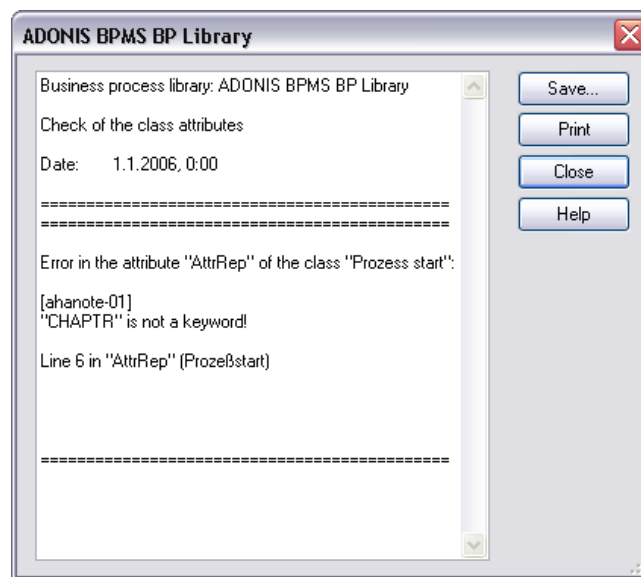 ADONIS BPMS BP Library
Business process library: ADONIS BPMS BP Library
Check of the class attributes
Date: 1.1.2006, 0:00
=============================================
=============================================
Error in the attribute "AttrRep" of the class "Prozess start":
[ahanote-01]
"CHAPTR" is not a keyword!
Line 6 in "AttrRep" (Prozeßstart)
=============================================
Save...
Print
Close
Help